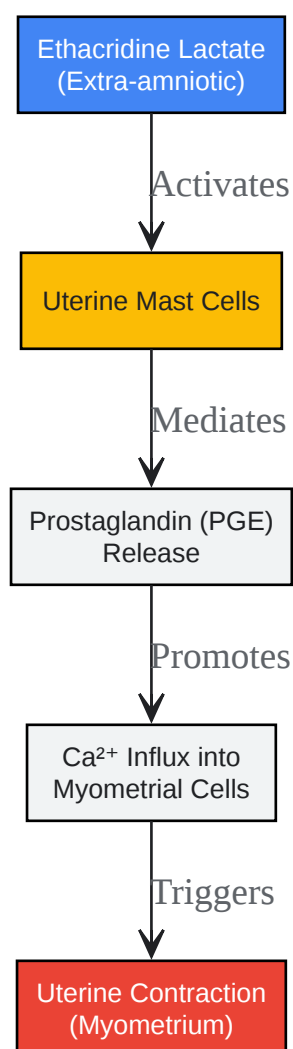 Ethacridine Lactate
(Extra-amniotic)
Activates
Uterine Mast Cells
Mediates
Prostaglandin (PGE)
Release
Promotes
Ca²⁺ Influx into
Myometrial Cells
Triggers
Uterine Contraction
(Myometrium)